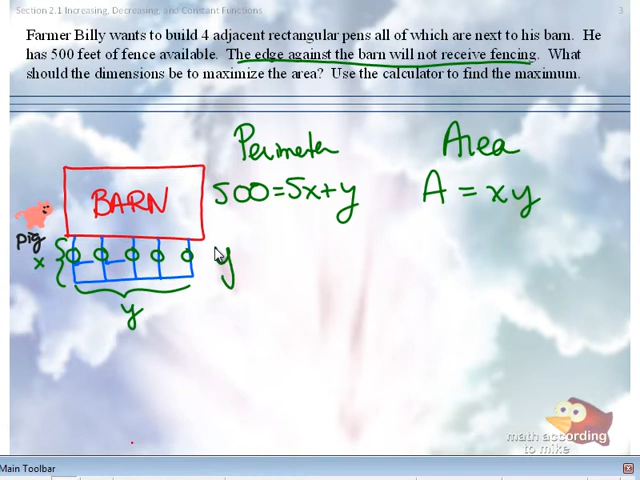 Section 2.1 Increasing, Decreasing, and Constant Functions
3
Farmer Billy wants to build 4 adjacent rectangular pens all of which are next to his barn. He
has 500 feet of fence available. The edge against the barn will not receive fencing. What
should the dimensions be to maximize the area? Use the calculator to find the maximum.
Perimeter
Area
BARN
500=5x+y
A = xy
pig
x
y
y
math according
to mike
Main Toolbar